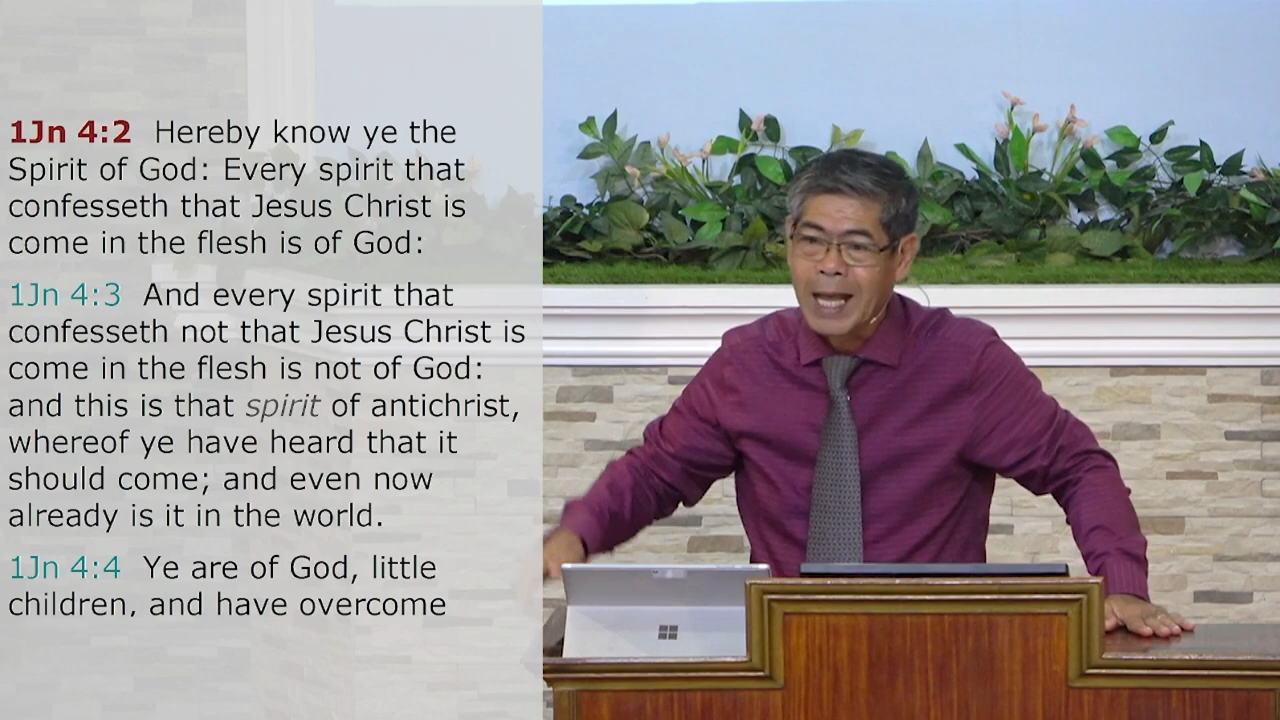 1Jn 4:2 Hereby know ye the
Spirit of God: Every spirit that
confesseth that Jesus Christ is
come in the flesh is of God:
1Jn 4:3 And every spirit that
confesseth not that Jesus Christ is
come in the flesh is not of God:
and this is that spirit of antichrist,
whereof ye have heard that it
should come; and even now
already is it in the world.
1Jn 4:4 Ye are of God, little
children, and have overcome